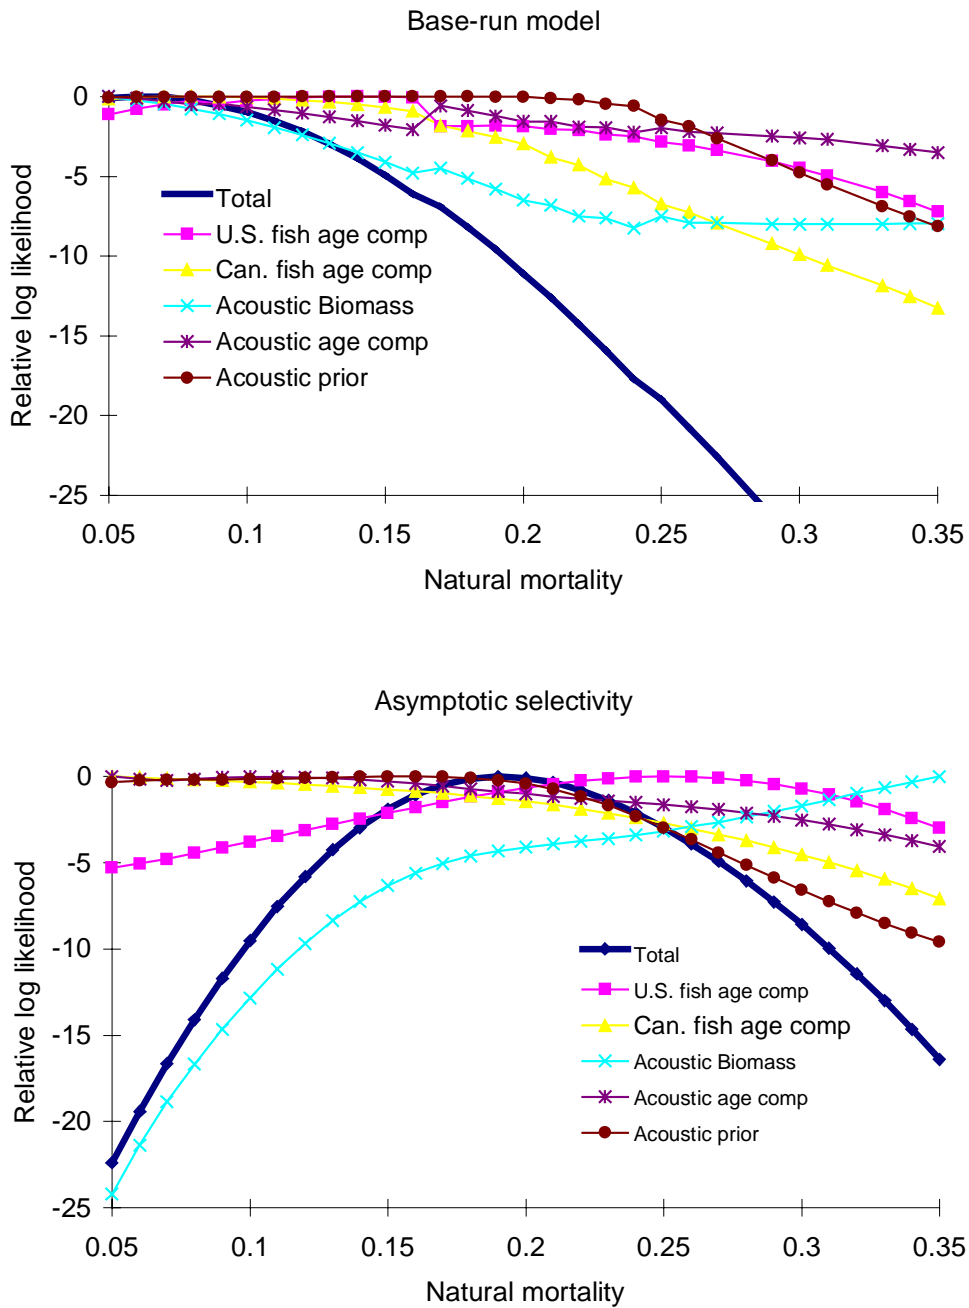 Base-run model
0
-5
-10
-15
-20
-25
Relative log likelihood
Total
U.S. fish age comp
Can. fish age comp
Acoustic Biomass
Acoustic age comp
Acoustic prior
0.05 0.1 0.15 0.2 0.25 0.3 0.35
Natural mortality
Asymptotic selectivity
0
-5
-10
-15
-20
-25
Relative log likelihood
Total
U.S. fish age comp
Can. fish age comp
Acoustic Biomass
Acoustic age comp
Acoustic prior
0.05 0.1 0.15 0.2 0.25 0.3 0.35
Natural mortality